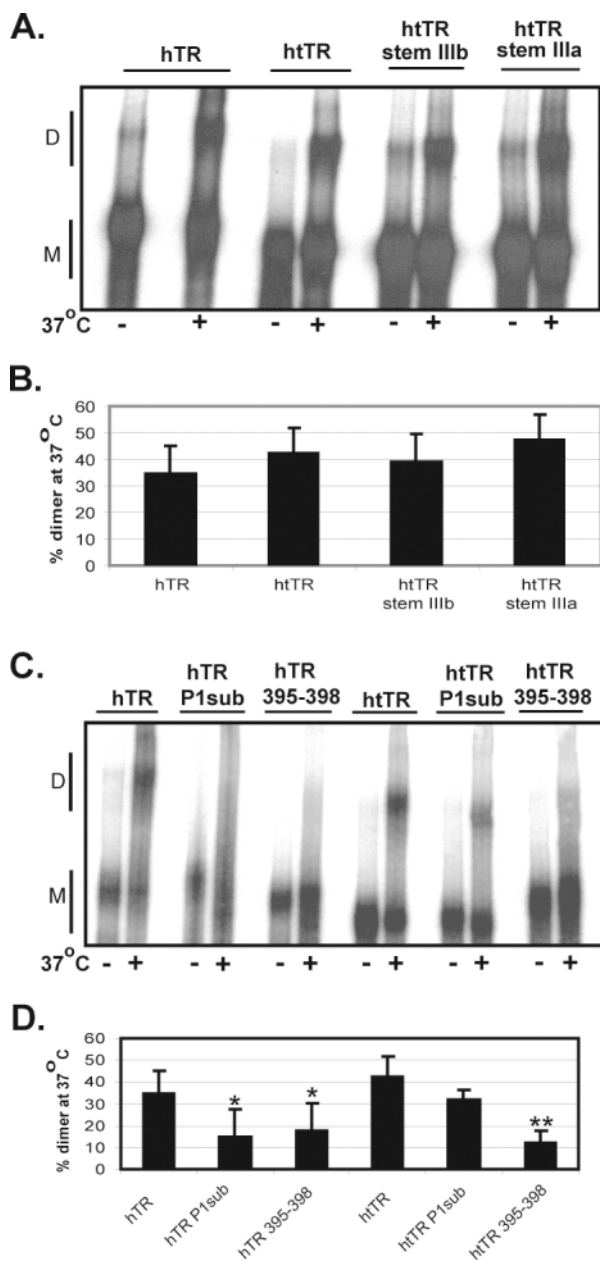 A.
hTR htTR htTR stem IIIb htTR stem IIIa
D
M
37°C - + - + - + - +
B.
% dimer at 37°C
60
50
40
30
20
10
0
hTR htTR htTR stem IIIb htTR stem IIIa
C.
hTR hTR P1sub hTR 395-398 htTR htTR P1sub htTR 395-398
D
M
37°C - + - + - + - + - + - +
D.
% dimer at 37°C
60
50
40
30
20
10
0
* * **
hTR hTR P1sub hTR 395-398 htTR htTR P1sub htTR 395-398